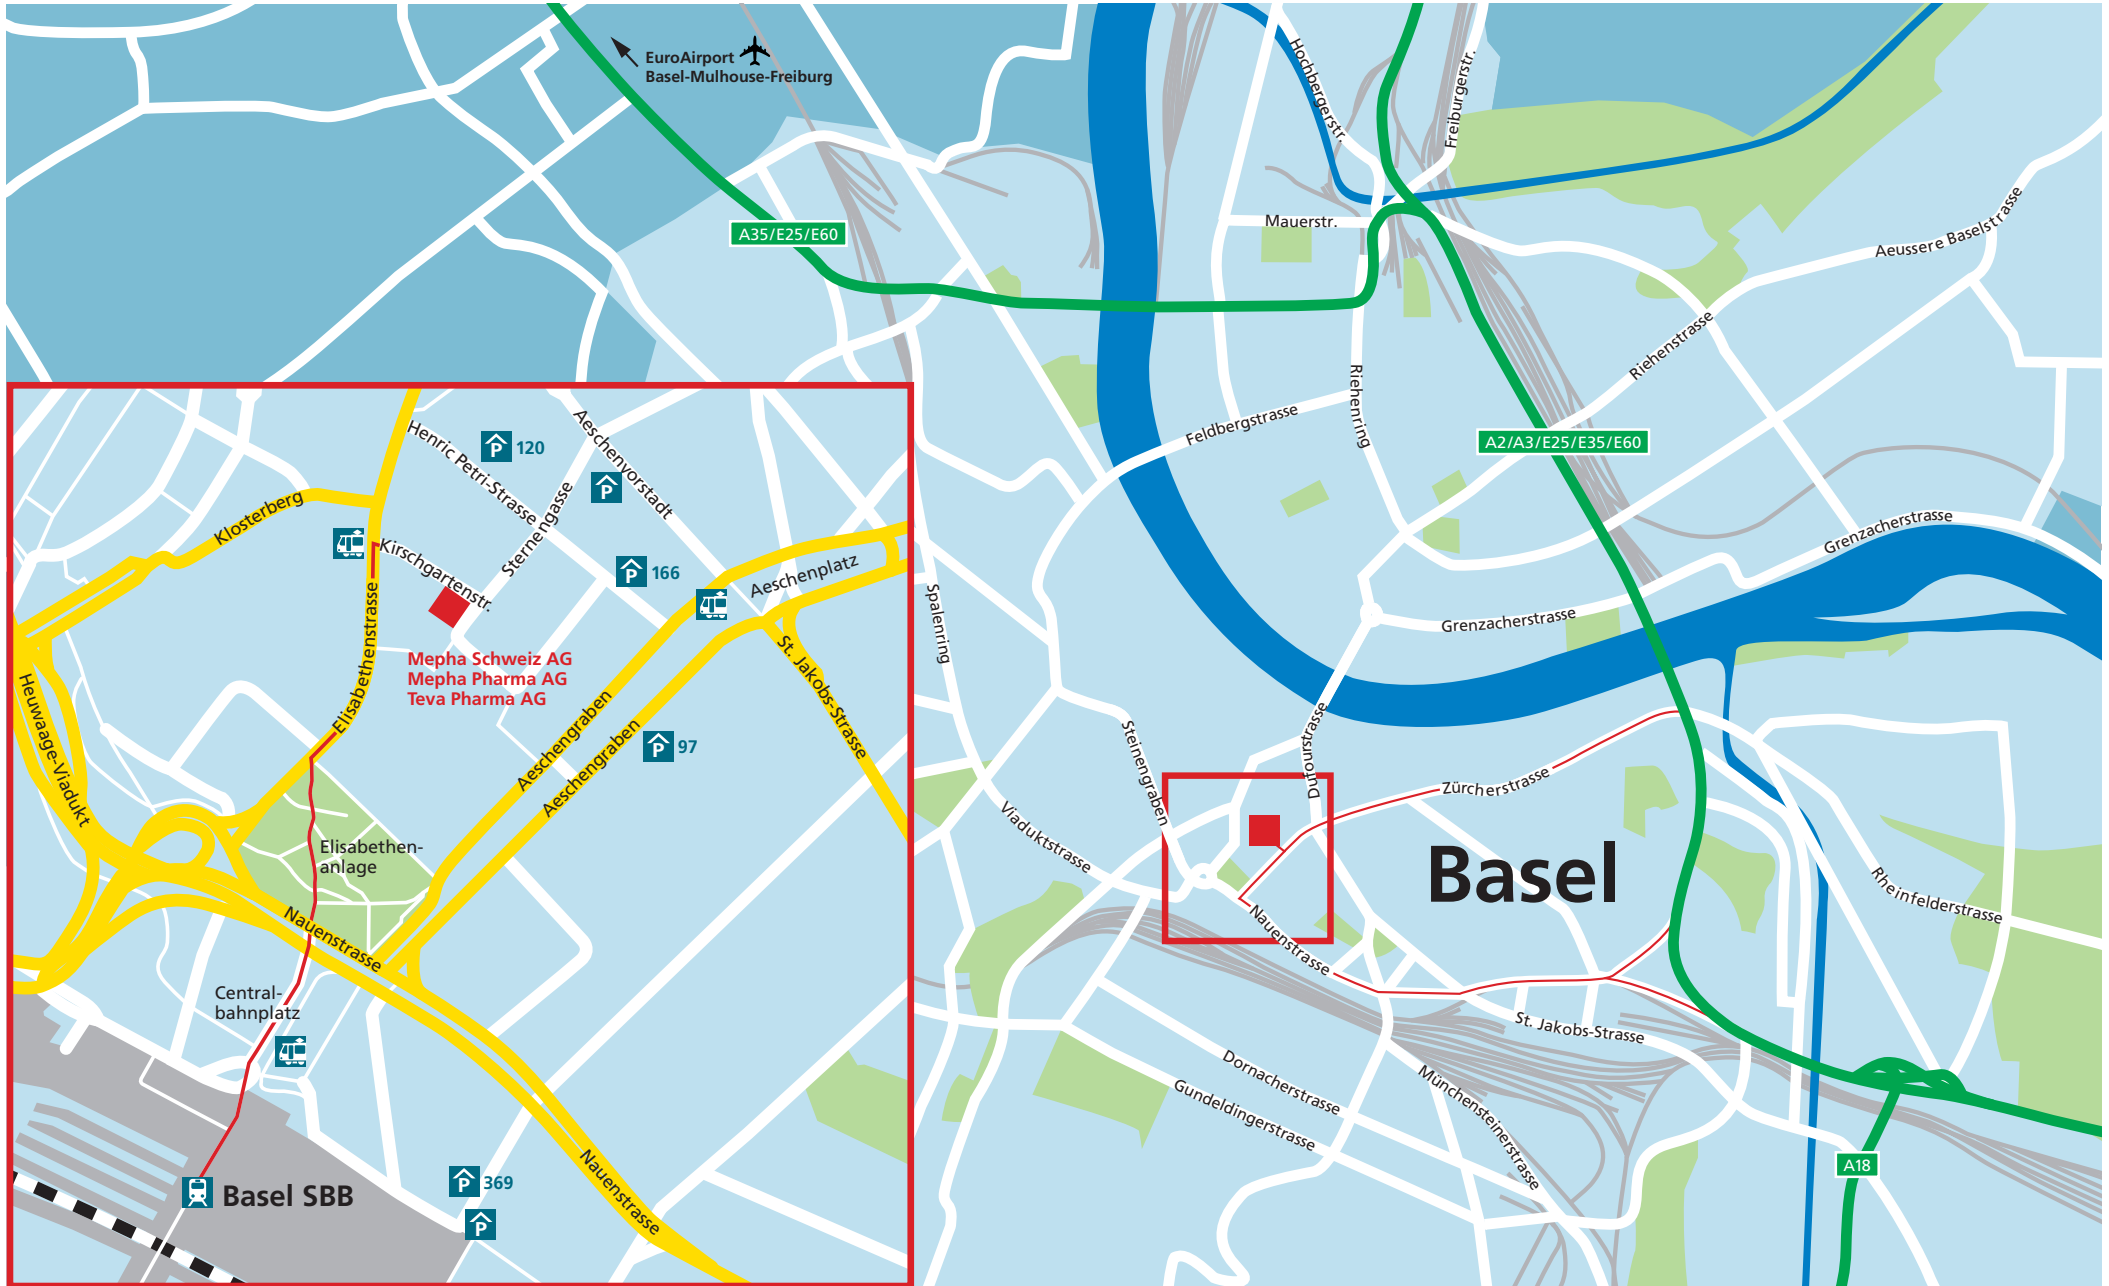 EuroAirport
Basel-Mulhouse-Freiburg
Hochbergerstr.
Freiburgerstr.
A35/E25/E60
Mauerstr.
Aeussere Baselstrasse
Riehenstrasse
Riehenring
Feldbergstrasse
A2/A3/E25/E35/E60
Grenzacherstrasse
Grenzacherstrasse
Spalenring
Steinengraben
Dufourstrasse
Zürcherstrasse
Viaduktstrasse
Basel
Rheinfelderstrasse
Nauenstrasse
St. Jakobs-Strasse
Dornacherstrasse
Gundeldingerstrasse
Münchensteinerstrasse
A18
Henric Petri-Strasse
P 120
Aeschenvorstadt
P
Sternengasse
Klosterberg
Kirschgartenstr.
P 166
Aeschenplatz
Elisabethenstrasse
Mepha Schweiz AG
Mepha Pharma AG
Teva Pharma AG
St. Jakobs-Strasse
Heuwaage-Viadukt
Aeschengraben
Aeschengraben
P 97
Elisabethen-
anlage
Nauenstrasse
Central-
bahnplatz
Basel SBB
P 369
P
Nauenstrasse